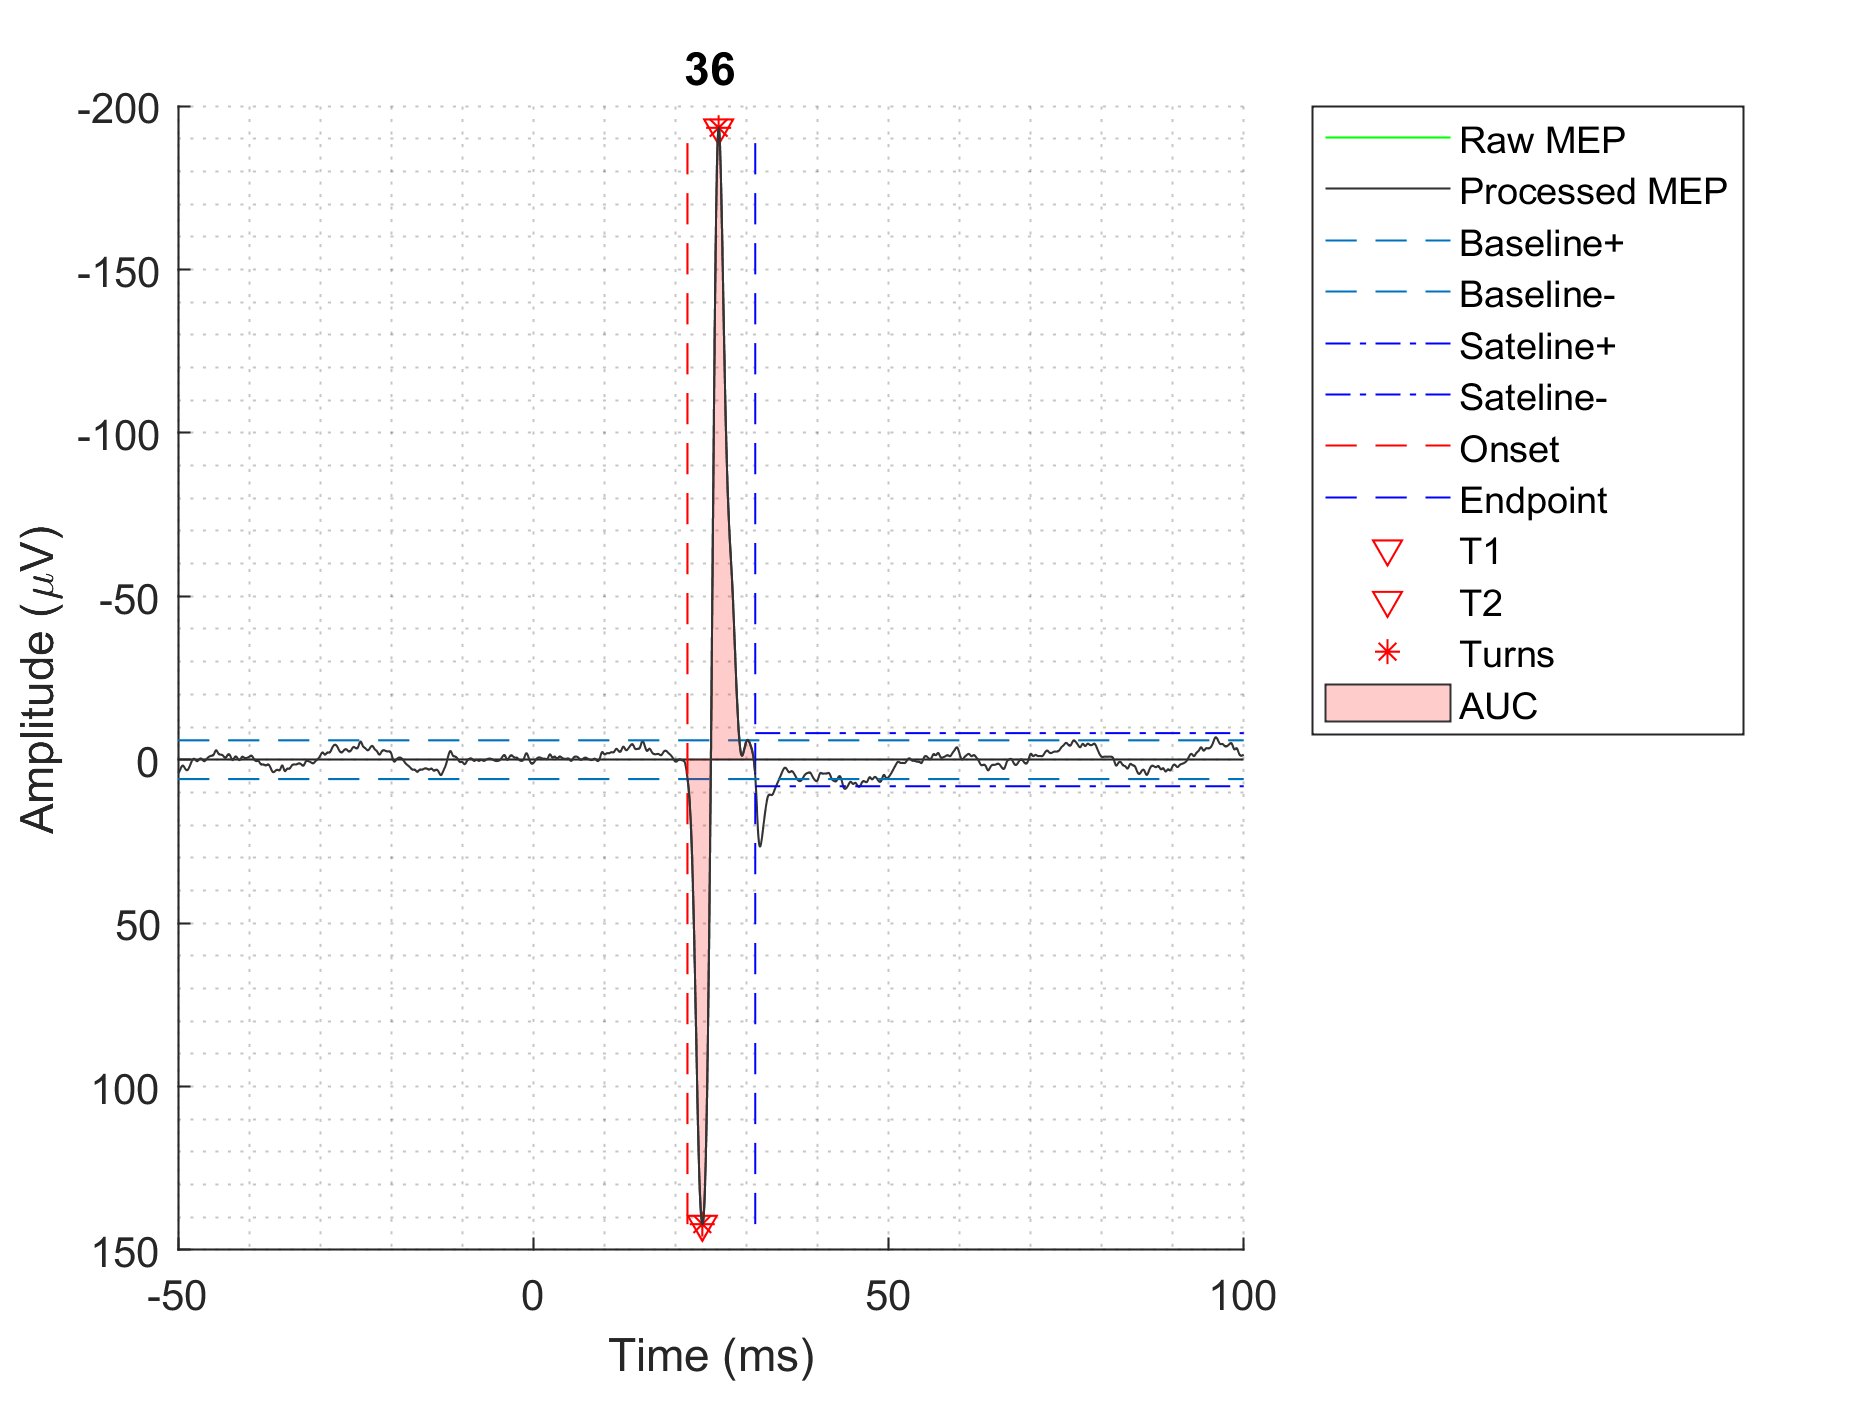 36
-200
-150
-100
-50
0
50
100
150
Amplitude (μV)
-50
0
50
100
Time (ms)
Raw MEP
Processed MEP
Baseline+
Baseline-
Sateline+
Sateline-
Onset
Endpoint
T1
T2
Turns
AUC